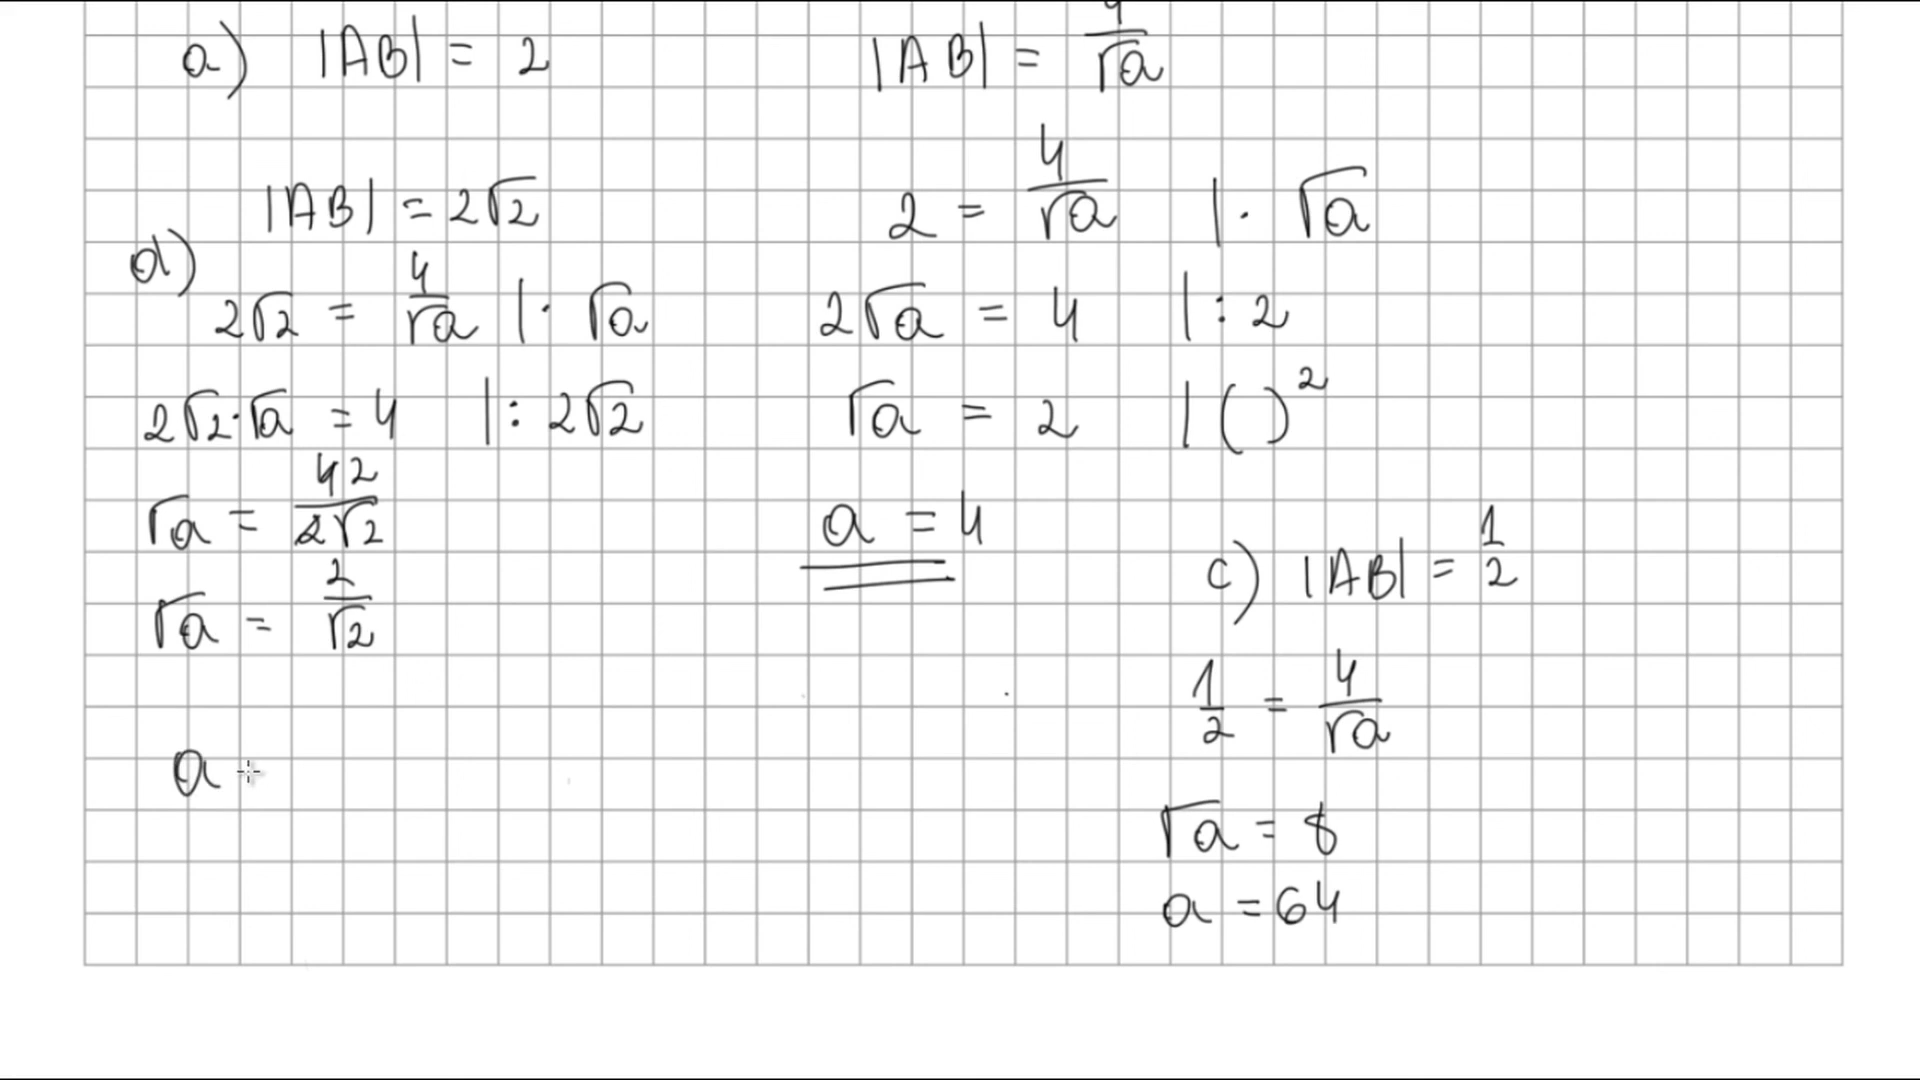 a) |AB| = 2
|AB| = 4/√a
2 = 4/√a |· √a
2√a = 4 |: 2
√a = 2 |( )²
a = 4
d) |AB| = 2√2
2√2 = 4/√a |· √a
2√2·√a = 4 |: 2√2
√a = 4 2/2√2
√a = 2/√2
a
c) |AB| = 1/2
1/2 = 4/√a
√a = 8
a = 64